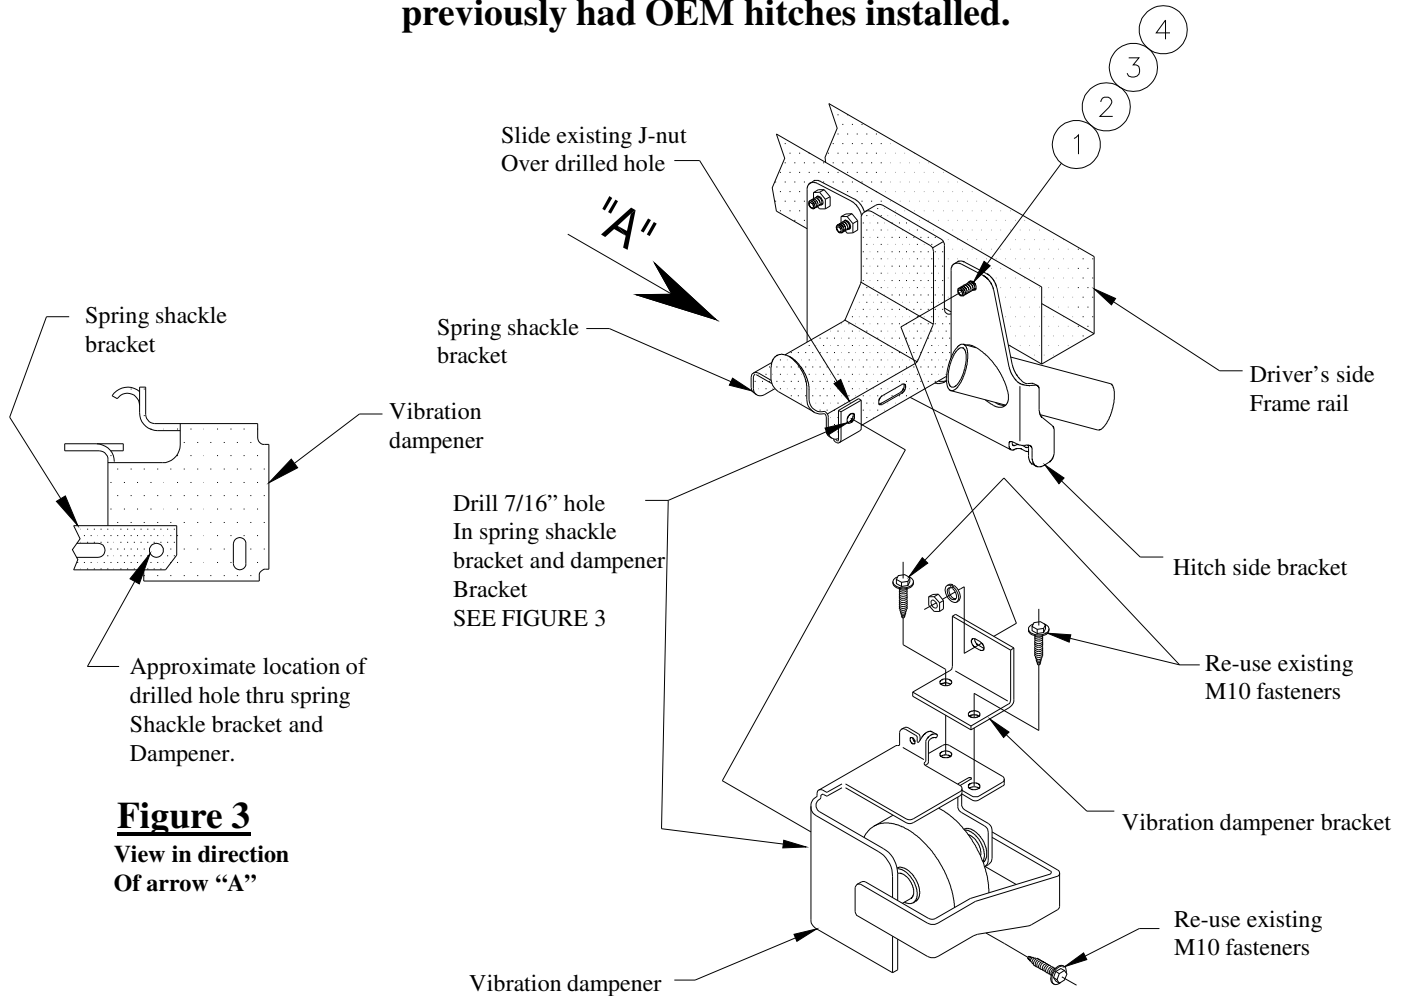 previously had OEM hitches installed.
4
3
2
1
Slide existing J-nut
Over drilled hole
"A"
Spring shackle
bracket
Spring shackle
bracket
Driver’s side
Frame rail
Vibration
dampener
Drill 7/16” hole
In spring shackle
bracket and dampener
Bracket
SEE FIGURE 3
Hitch side bracket
Approximate location of
drilled hole thru spring
Shackle bracket and
Dampener.
Re-use existing
M10 fasteners
Figure 3
View in direction
Of arrow “A”
Vibration dampener bracket
Re-use existing
M10 fasteners
Vibration dampener